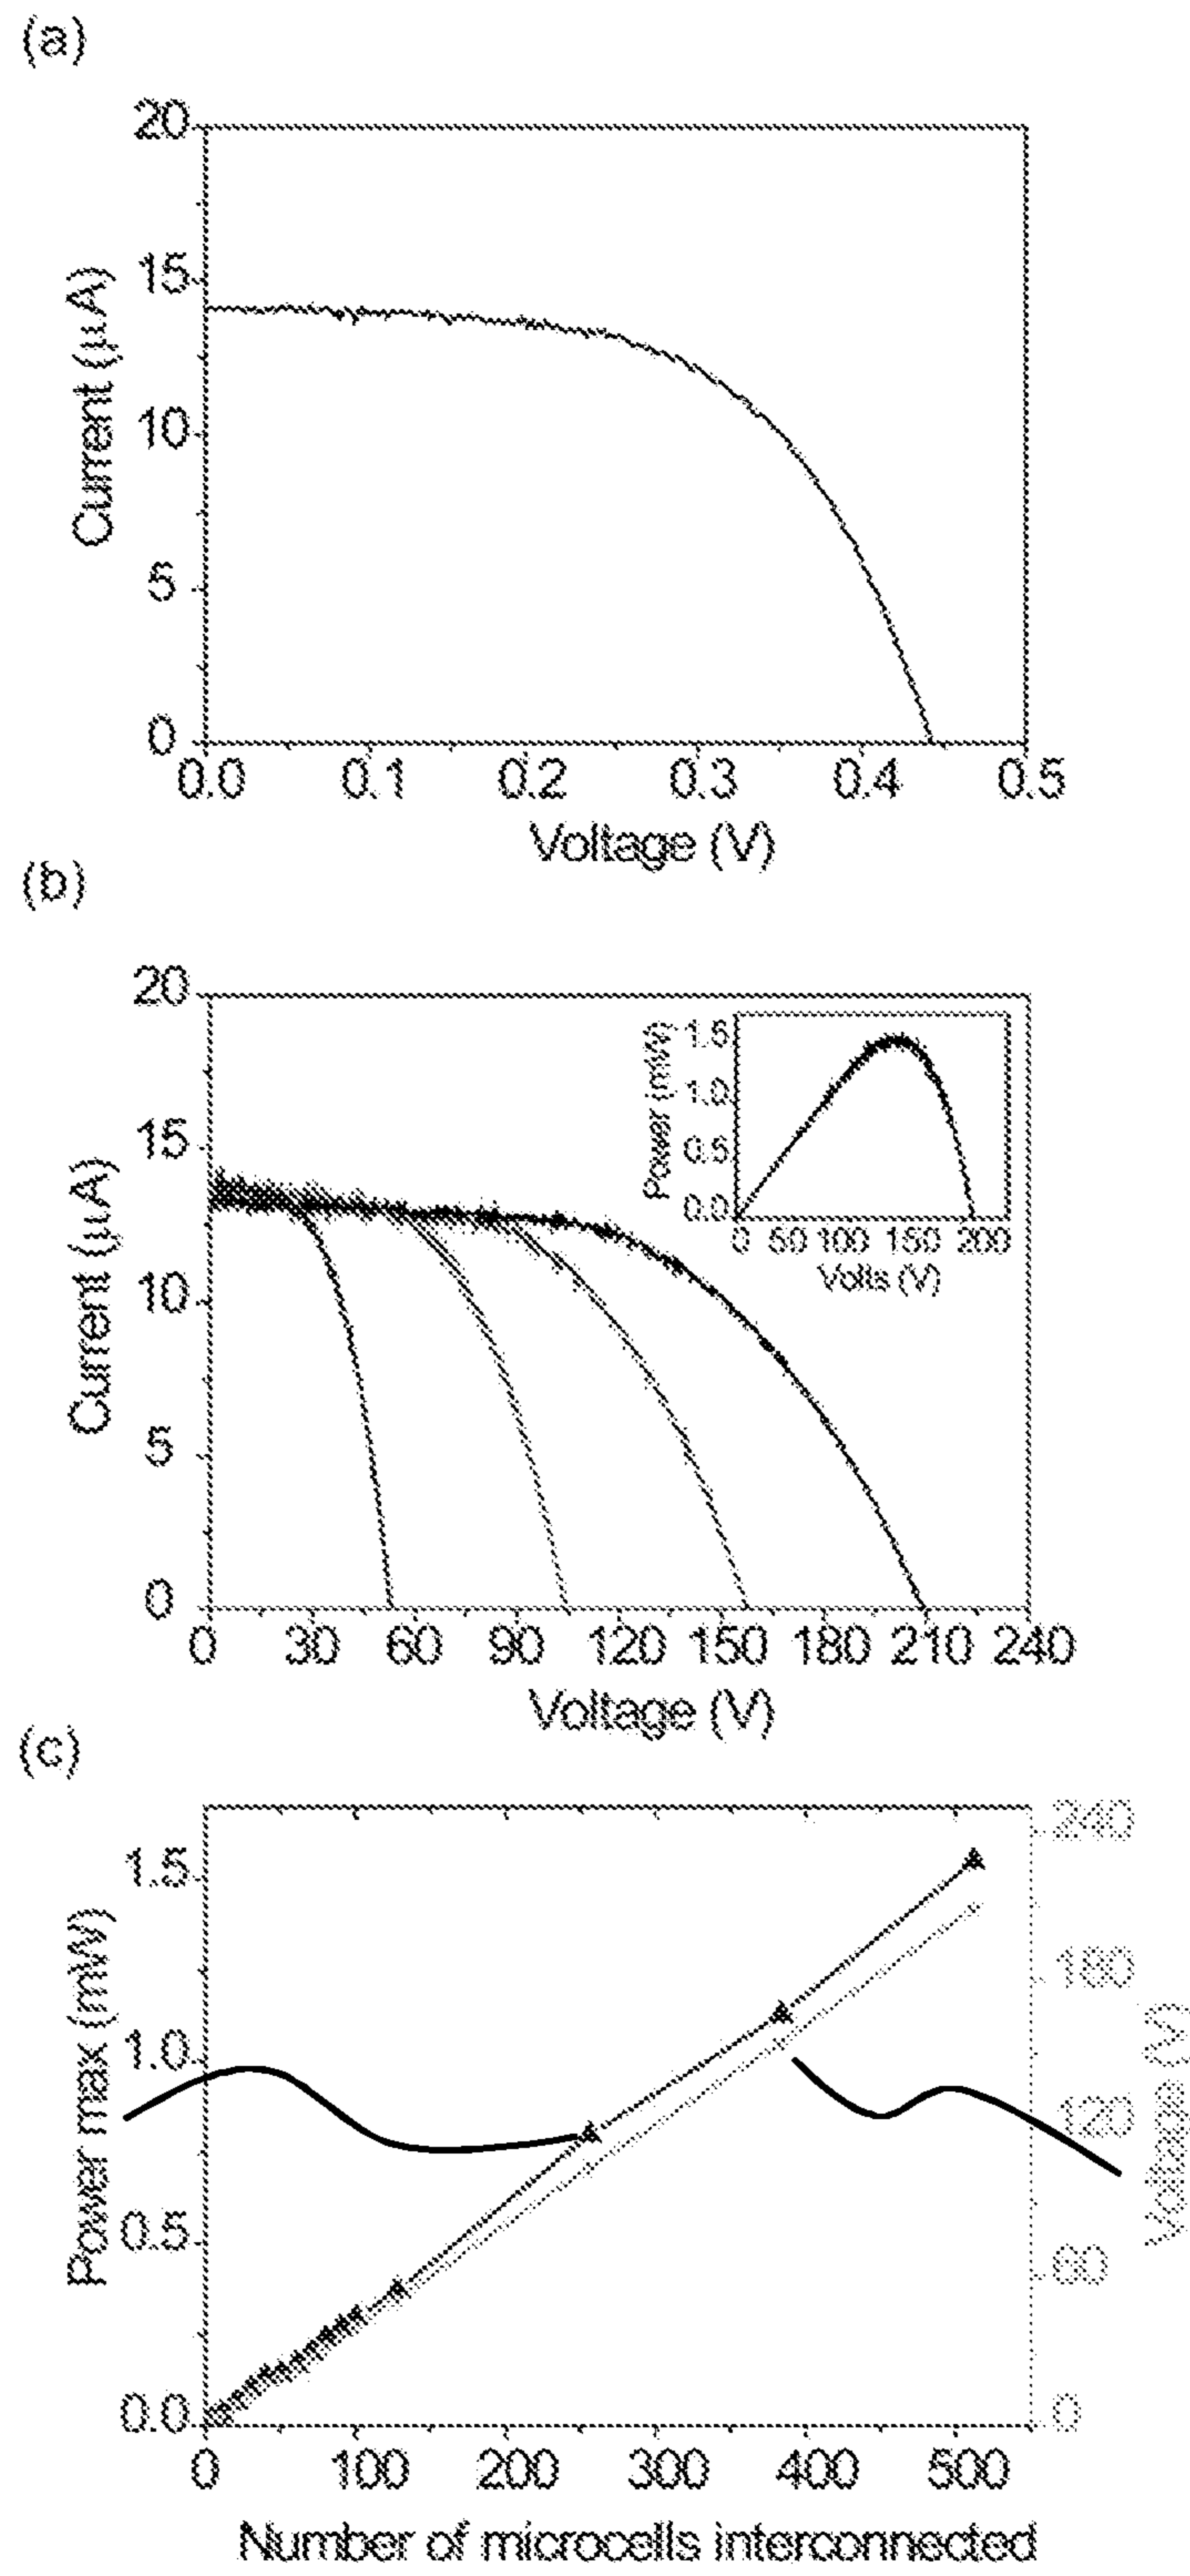 (a)
20
15
10
5
0
Current (μA)
0.0 0.1 0.2 0.3 0.4 0.5
Voltage (V)
(b)
20
15
10
5
0
Current (μA)
1.5
1.0
0.5
0.0
Power (mW)
0 50 100 150 200
Volts (V)
0 30 60 90 120 150 180 210 240
Voltage (V)
(c)
1.5
1.0
0.5
0.0
Power max (mW)
240
180
120
60
0
Voltage (V)
0 100 200 300 400 500
Number of microcells interconnected